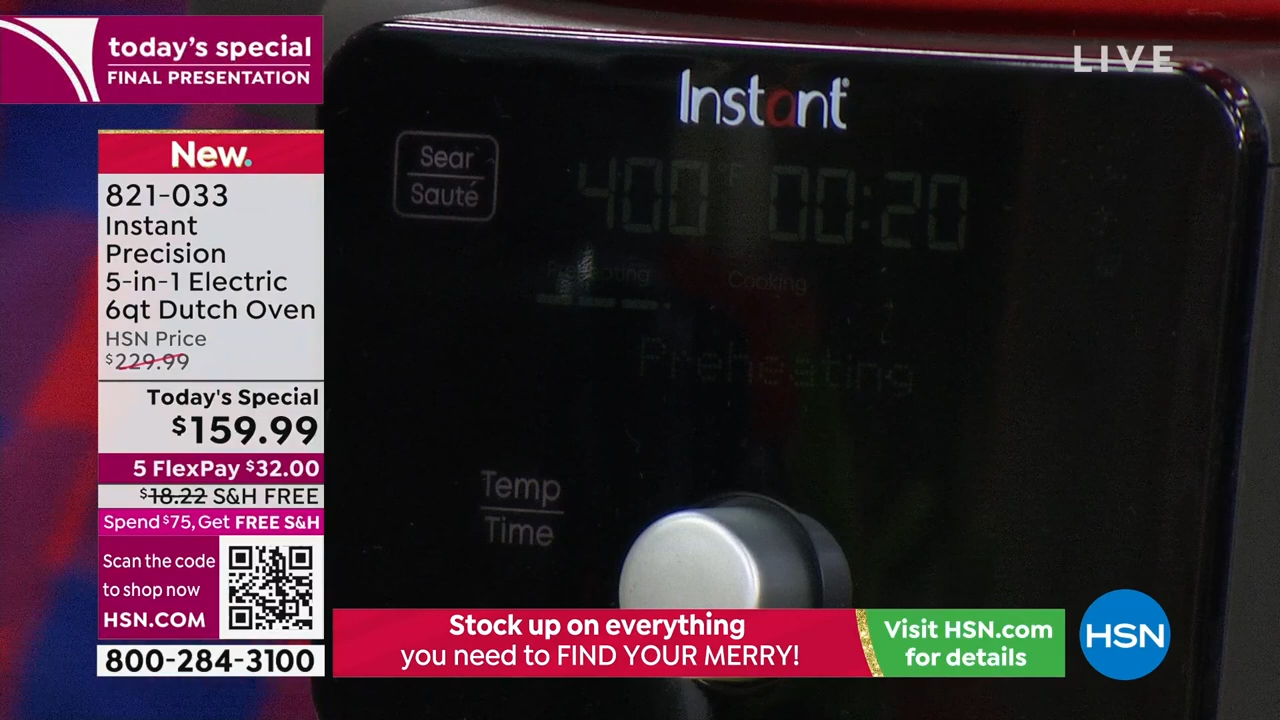 today's special
FINAL PRESENTATION
LIVE
New.
821-033
Instant
Precision
5-in-1 Electric
6qt Dutch Oven
HSN Price
$229.99
Today's Special
$159.99
5 FlexPay $32.00
$18.22 S&H FREE
Spend $75, Get FREE S&H
Scan the code
to shop now
HSN.COM
800-284-3100
Instant
Sear
Sauté
400°F 00:20
Preheating Cooking
Preheating
Temp
Time
Stock up on everything
you need to FIND YOUR MERRY!
Visit HSN.com
for details
HSN